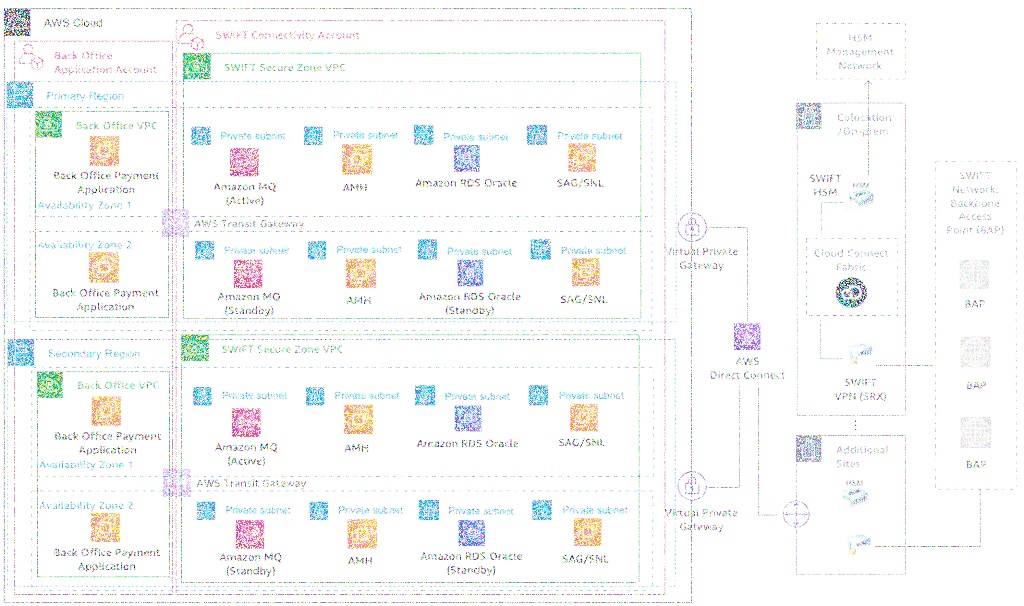 AWS Cloud
SWIFT Connectivity Account
Back Office
Application Account
SWIFT Secure Zone VPC
Primary Region
Back Office VPC
Back Office Payment
Application
Availability Zone 1
Private subnet
Private subnet
Private subnet
Private subnet
Amazon MQ
(Active)
AMH
Amazon RDS Oracle
SAG/SNL
AWS Transit Gateway
Availability Zone 2
Back Office Payment
Application
Private subnet
Private subnet
Private subnet
Private subnet
Amazon MQ
(Standby)
AMH
Amazon RDS Oracle
(Standby)
SAG/SNL
Secondary Region
SWIFT Secure Zone VPC
Back Office VPC
Back Office Payment
Application
Availability Zone 1
Private subnet
Private subnet
Private subnet
Private subnet
Amazon MQ
(Active)
AMH
Amazon RDS Oracle
SAG/SNL
AWS Transit Gateway
Availability Zone 2
Back Office Payment
Application
Private subnet
Private subnet
Private subnet
Private subnet
Amazon MQ
(Standby)
AMH
Amazon RDS Oracle
(Standby)
SAG/SNL
Virtual Private
Gateway
AWS
Direct Connect
Virtual Private
Gateway
HSM
Management
Network
Colocation
/On-prem
SWIFT
HSM
HSM
Cloud Connect
Fabric
SWIFT
VPN (SRX)
Additional
Sites
HSM
SWIFT
Network:
Backbone
Access
Point (BAP)
BAP
BAP
BAP